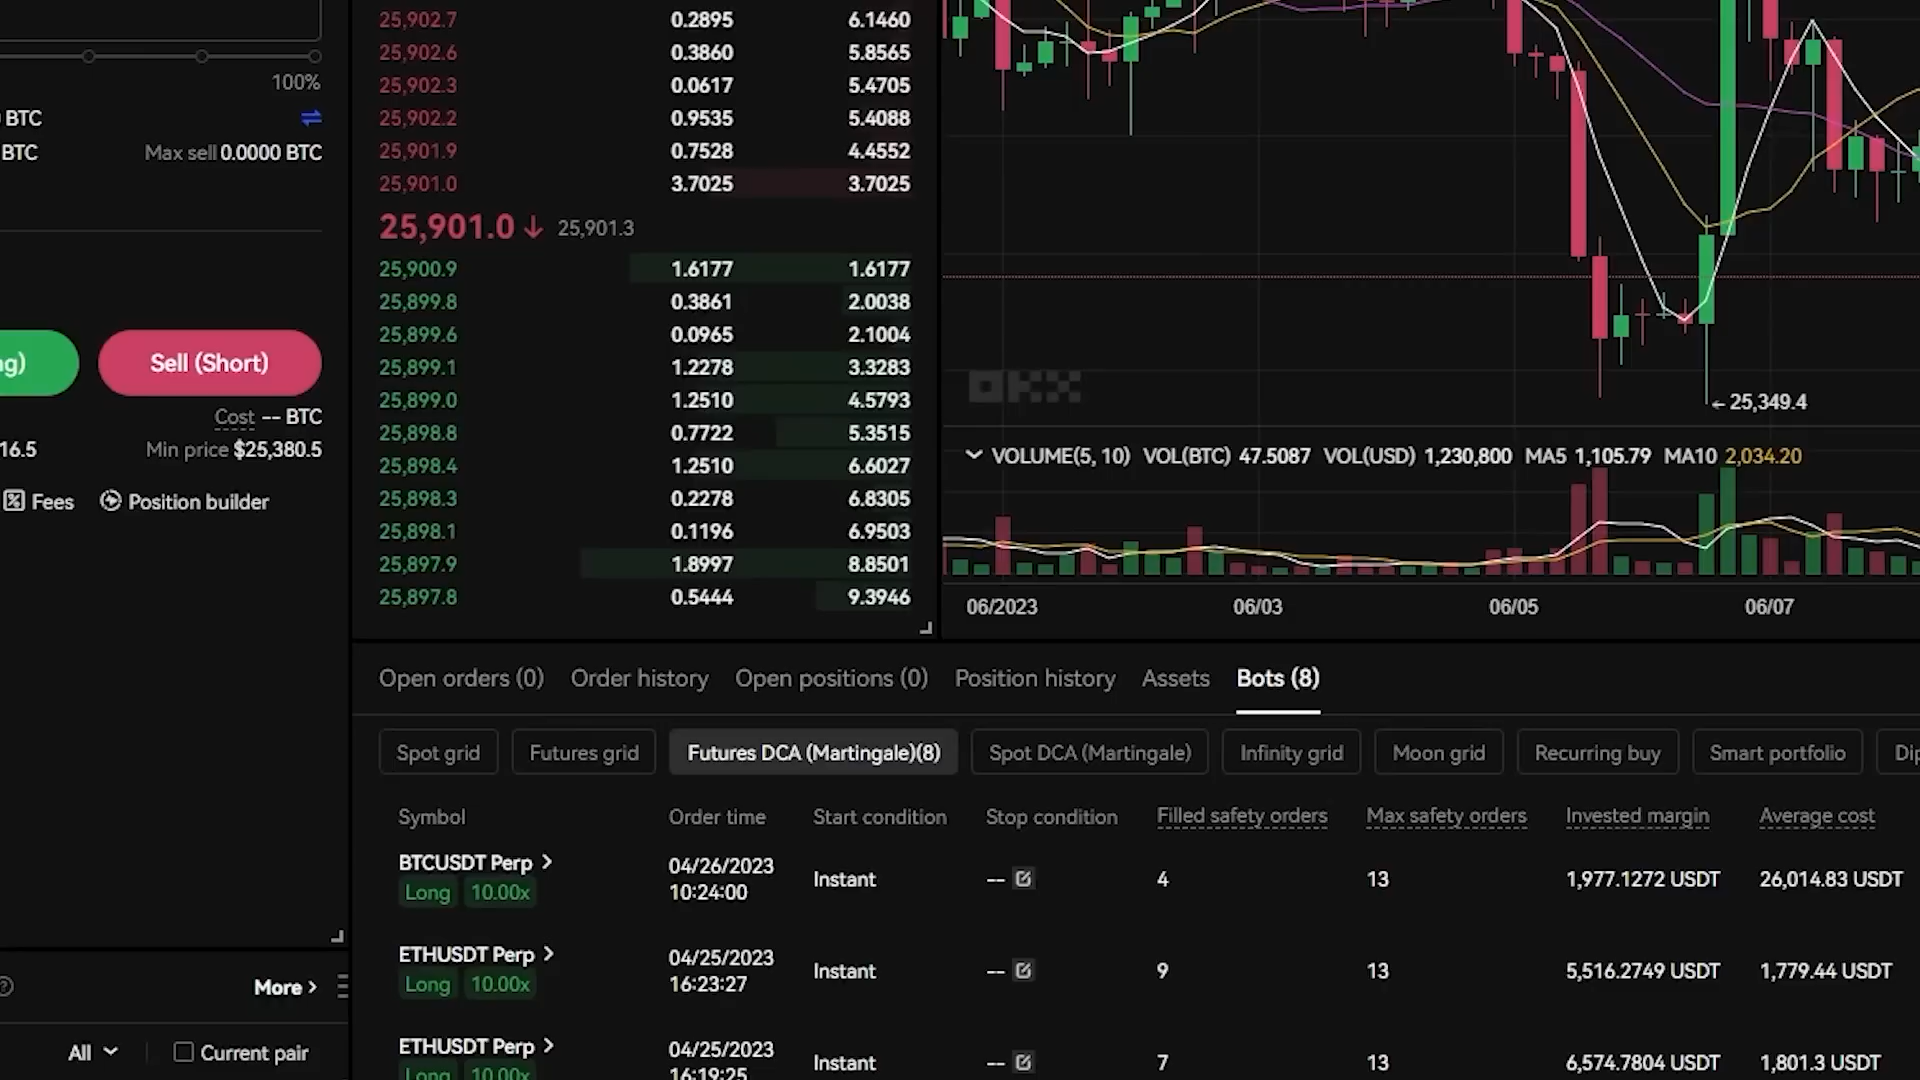 100%
BTC
BTC
Max sell 0.0000 BTC
Sell (Short)
Cost -- BTC
16.5
Min price $25,380.5
Fees
Position builder
More >
All
Current pair
25,902.7 0.2895 6.1460
25,902.6 0.3860 5.8565
25,902.3 0.0617 5.4705
25,902.2 0.9535 5.4088
25,901.9 0.7528 4.4552
25,901.0 3.7025 3.7025
25,901.0↓ 25,901.3
25,900.9 1.6177 1.6177
25,899.8 0.3861 2.0038
25,899.6 0.0965 2.1004
25,899.1 1.2278 3.3283
25,899.0 1.2510 4.5793
25,898.8 0.7722 5.3515
25,898.4 1.2510 6.6027
25,898.3 0.2278 6.8305
25,898.1 0.1196 6.9503
25,897.9 1.8997 8.8501
25,897.8 0.5444 9.3946
OKX
←25,349.4
VOLUME(5, 10) VOL(BTC) 47.5087 VOL(USD) 1,230,800 MA5 1,105.79 MA10 2,034.20
06/2023 06/03 06/05 06/07
Open orders (0) Order history Open positions (0) Position history Assets Bots (8)
Spot grid Futures grid Futures DCA (Martingale)(8) Spot DCA (Martingale) Infinity grid Moon grid Recurring buy Smart portfolio
Symbol Order time Start condition Stop condition Filled safety orders Max safety orders Invested margin Average cost
BTCUSDT Perp >
Long 10.00x
04/26/2023
10:24:00
Instant -- 4 13 1,977.1272 USDT 26,014.83 USDT
ETHUSDT Perp >
Long 10.00x
04/25/2023
16:23:27
Instant -- 9 13 5,516.2749 USDT 1,779.44 USDT
ETHUSDT Perp >
Long 10.00x
04/25/2023
16:19:25
Instant -- 7 13 6,574.7804 USDT 1,801.3 USDT